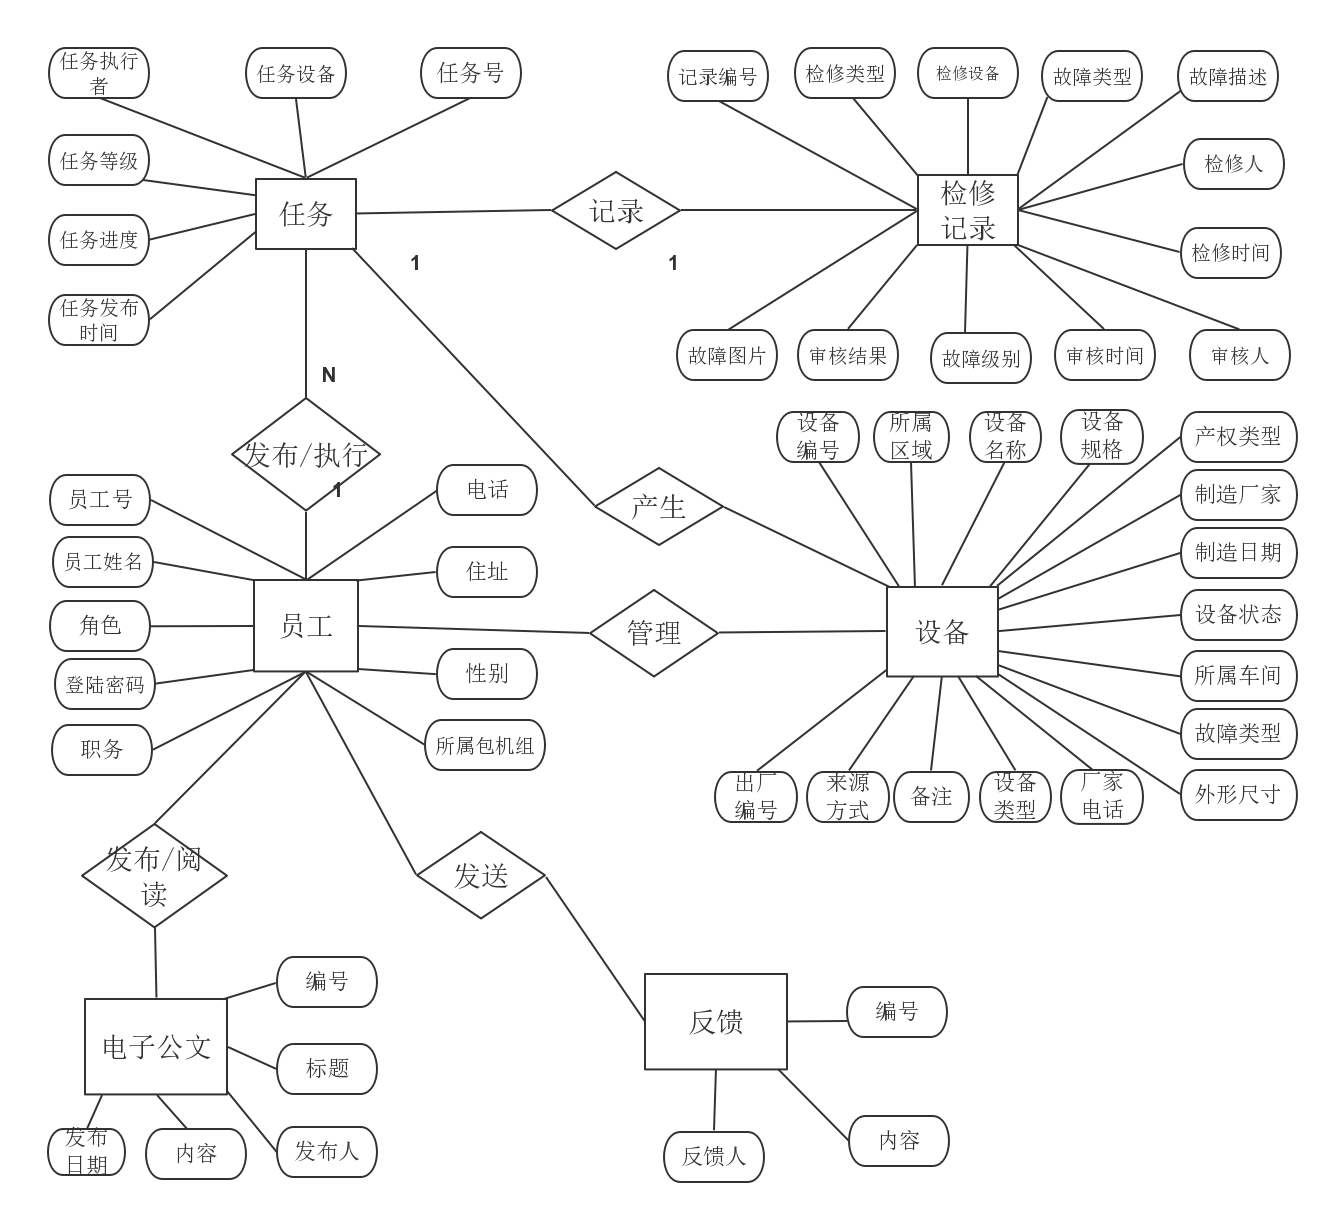 任务执行
者
任务设备
任务号
记录编号
检修类型
检修设备
故障类型
故障描述
任务等级
检修人
任务
记录
检修
记录
任务进度
检修时间
1
1
任务发布
时间
故障图片
审核结果
故障级别
审核时间
审核人
N
设备
编号
所属
区域
设备
名称
设备
规格
产权类型
发布/执行
1
员工号
电话
产生
制造厂家
员工姓名
住址
制造日期
角色
员工
管理
设备
设备状态
登陆密码
性别
所属车间
职务
所属包机组
故障类型
出厂
编号
来源
方式
备注
设备
类型
厂家
电话
外形尺寸
发布/阅
读
发送
编号
电子公文
反馈
编号
标题
发布
日期
内容
发布人
反馈人
内容